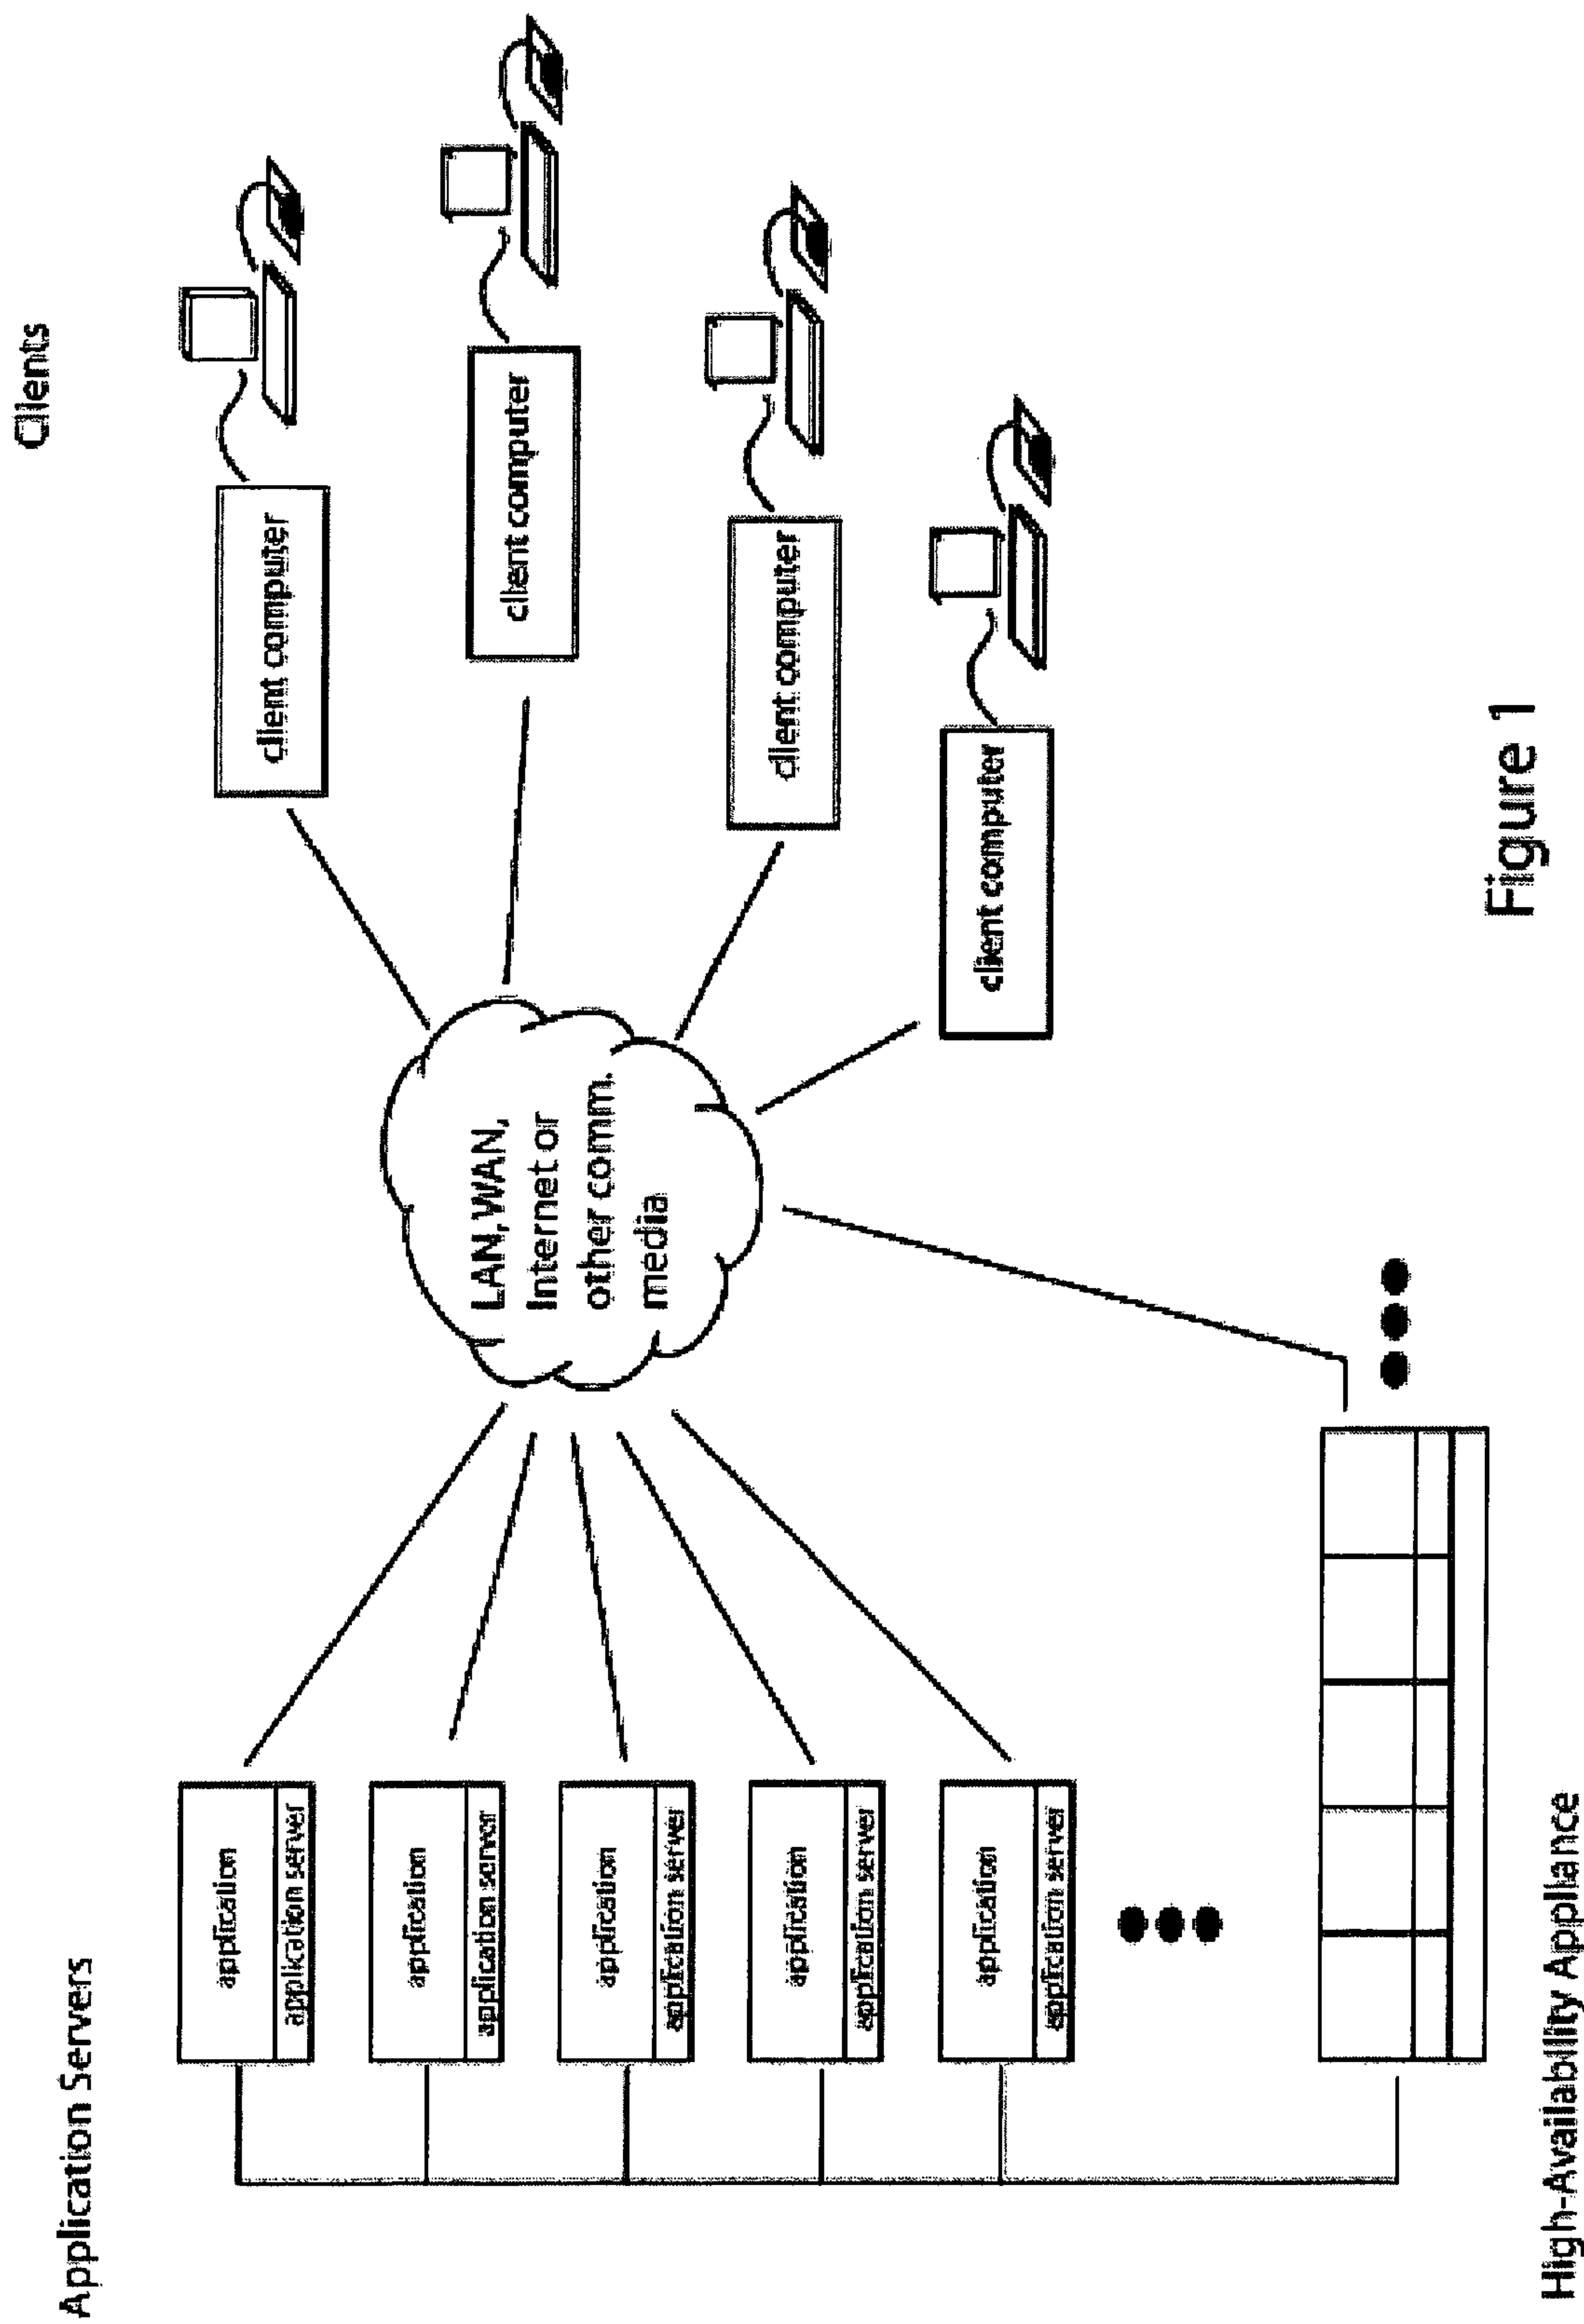 Application Servers
Clients
application
application server
application
application server
application
application server
application
application server
application
application server
LAN, WAN,
Internet or
other comm.
media
client computer
client computer
client computer
client computer
High-Availability Appliance
Figure 1